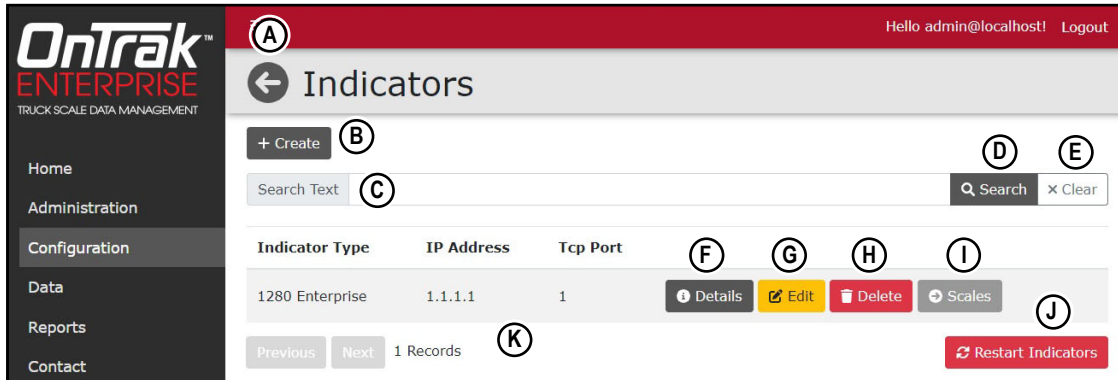 OnTrak™
ENTERPRISE
TRUCK SCALE DATA MANAGEMENT
Home
Administration
Configuration
Data
Reports
Contact
A
Hello admin@localhost! Logout
Indicators
+ Create B
D E
Search Text C Search × Clear
Indicator Type IP Address Tcp Port
F G H I
1280 Enterprise 1.1.1.1 1 Details Edit Delete Scales
J
Previous Next 1 Records K Restart Indicators